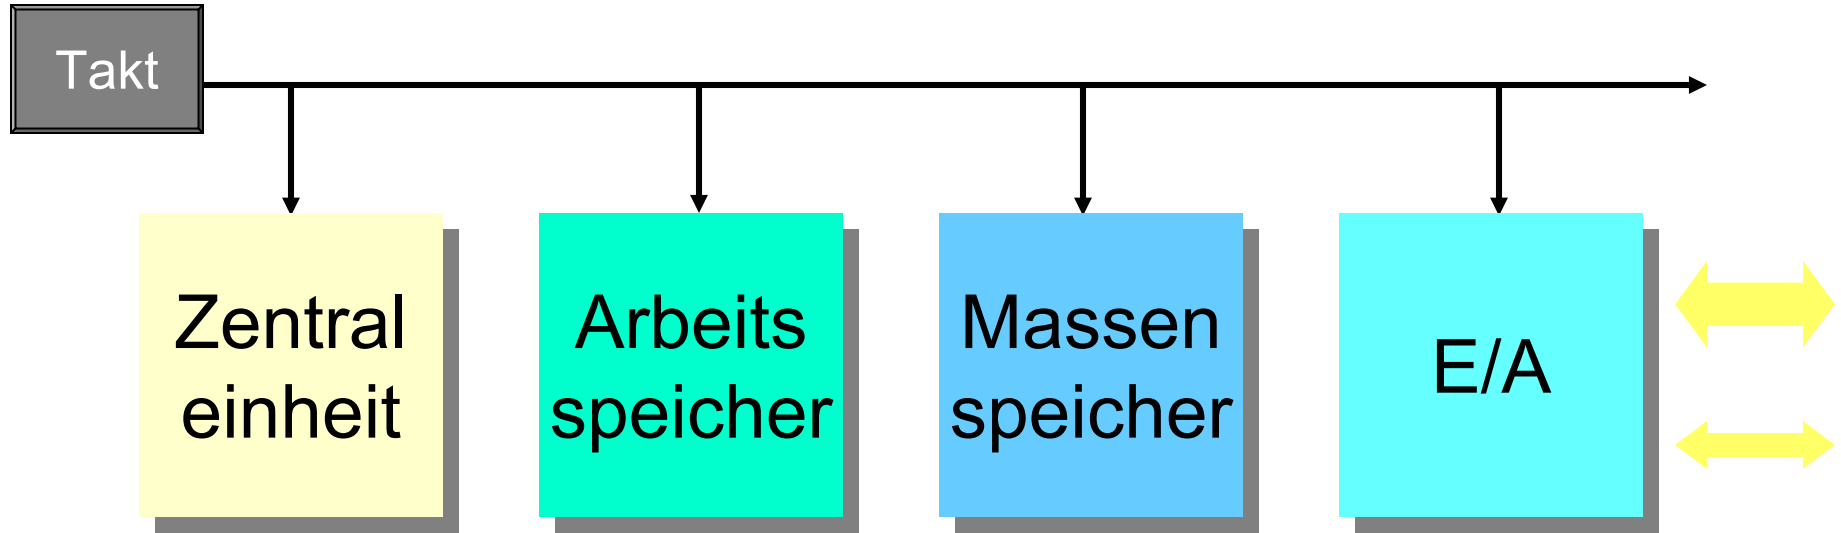 Takt
Zentral
einheit
Arbeits
speicher
Massen
speicher
E/A